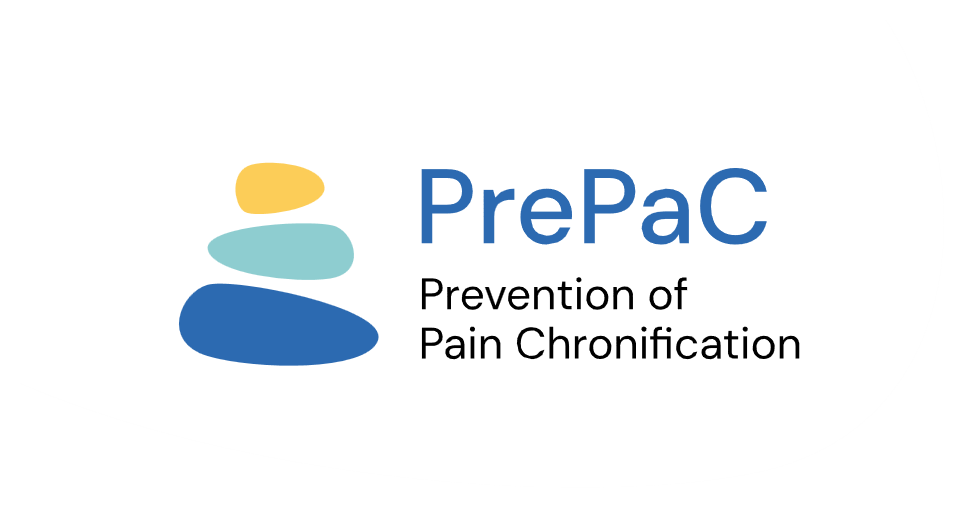 PrePaC
Prevention of
Pain Chronification